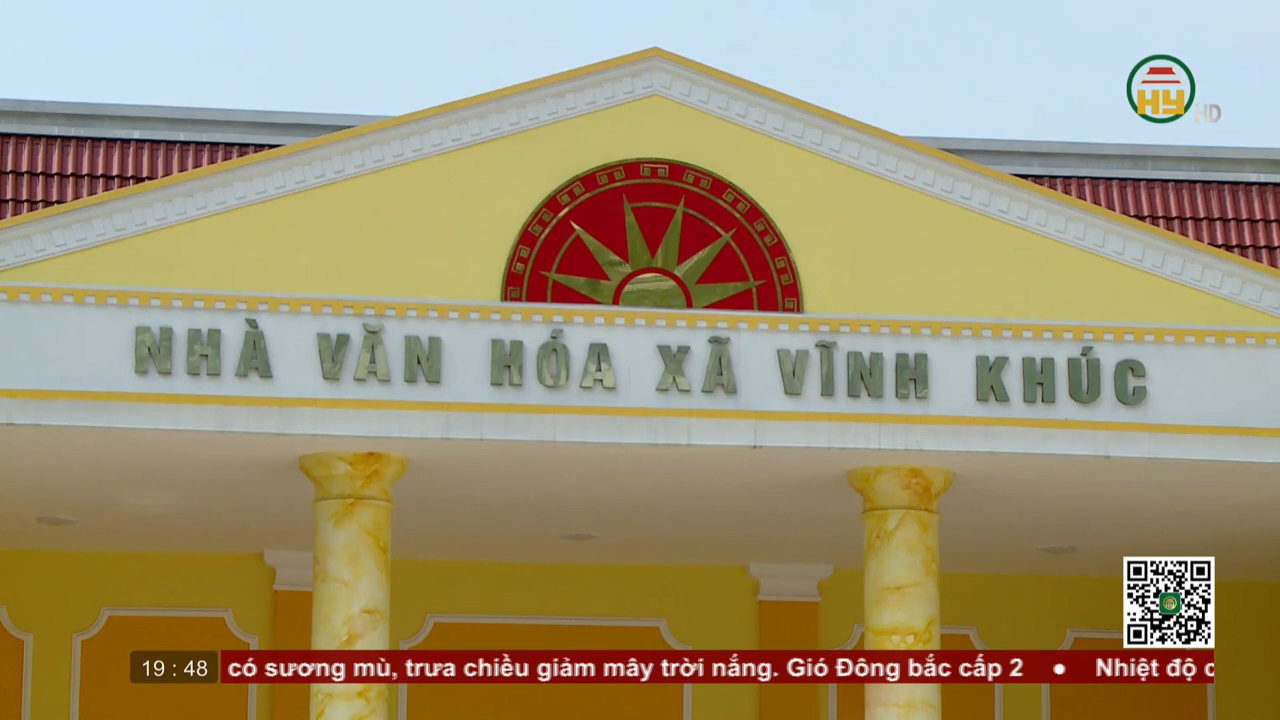 HY HD
NHÀ VĂN HÓA XÃ VĨNH KHÚC
19 : 48 có sương mù, trưa chiều giảm mây trời nắng. Gió Đông bắc cấp 2 ● Nhiệt độ c